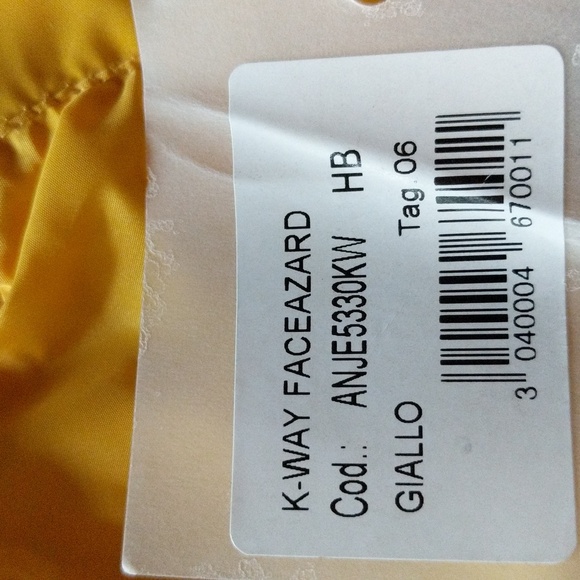 K-WAY FACEAZARD
Cod.: ANJE5330KW HB
GIALLO Tag. 06
3 040004 670011